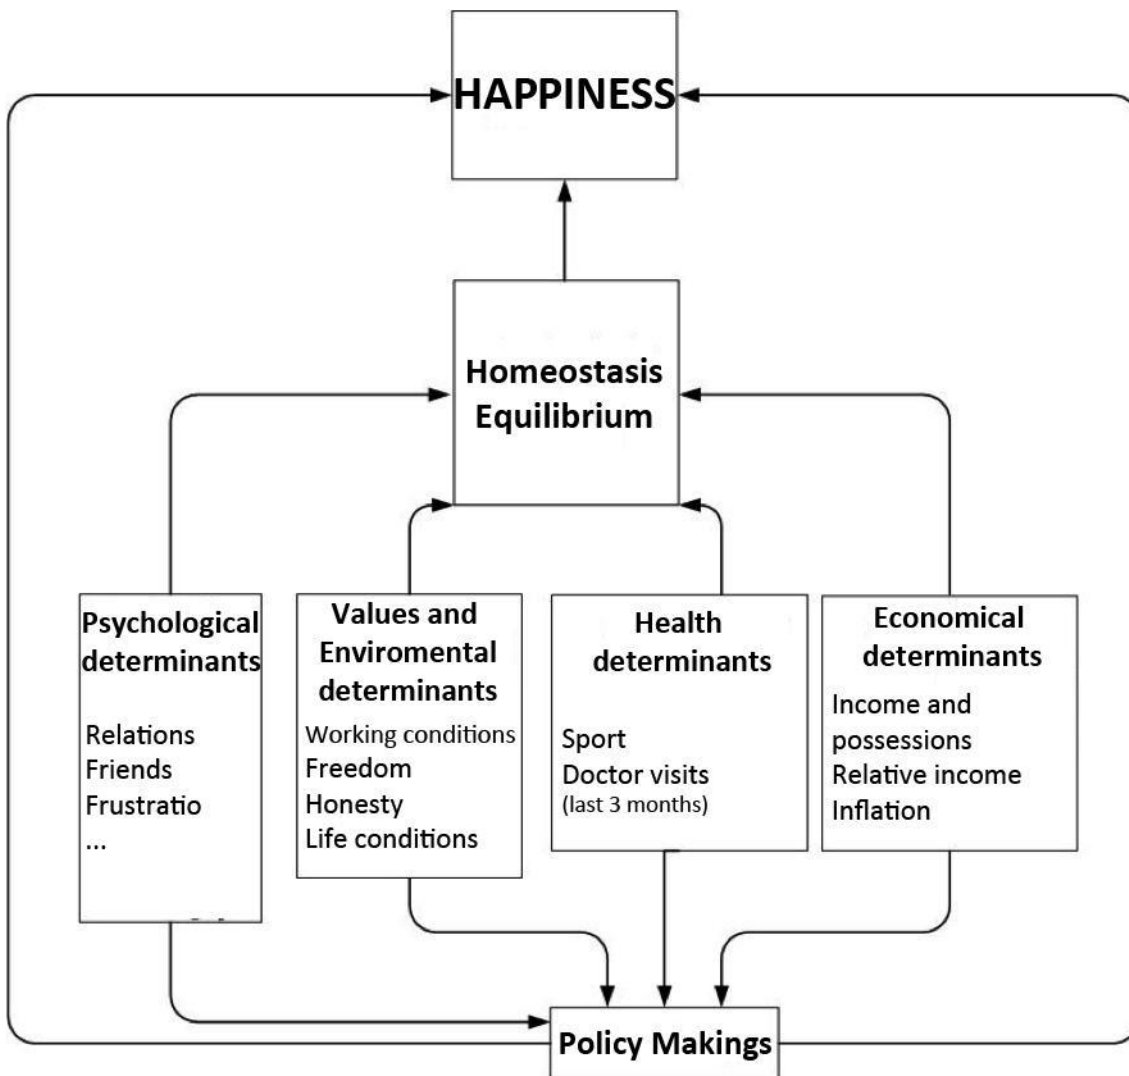 HAPPINESS
Homeostasis
Equilibrium
Psychological
determinants
Relations
Friends
Frustratio
...
Values and
Enviromental
determinants
Working conditions
Freedom
Honesty
Life conditions
Health
determinants
Sport
Doctor visits
(last 3 months)
Economical
determinants
Income and
possessions
Relative income
Inflation
Policy Makings